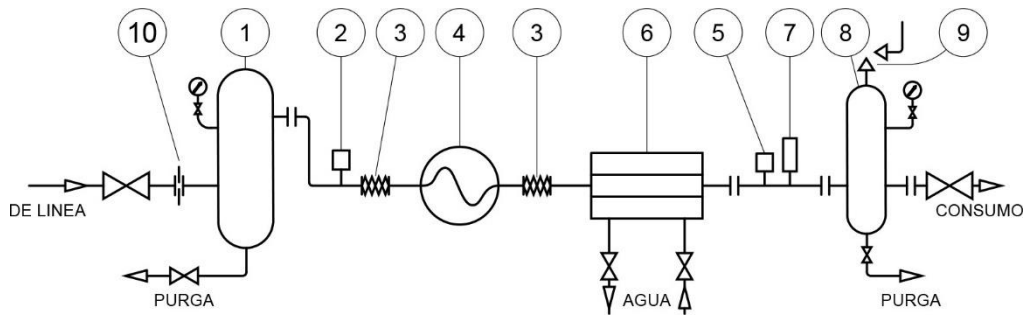 10 1 2 3 4 3 6 5 7 8 9
DE LINEA
CONSUMO
PURGA
AGUA
PURGA